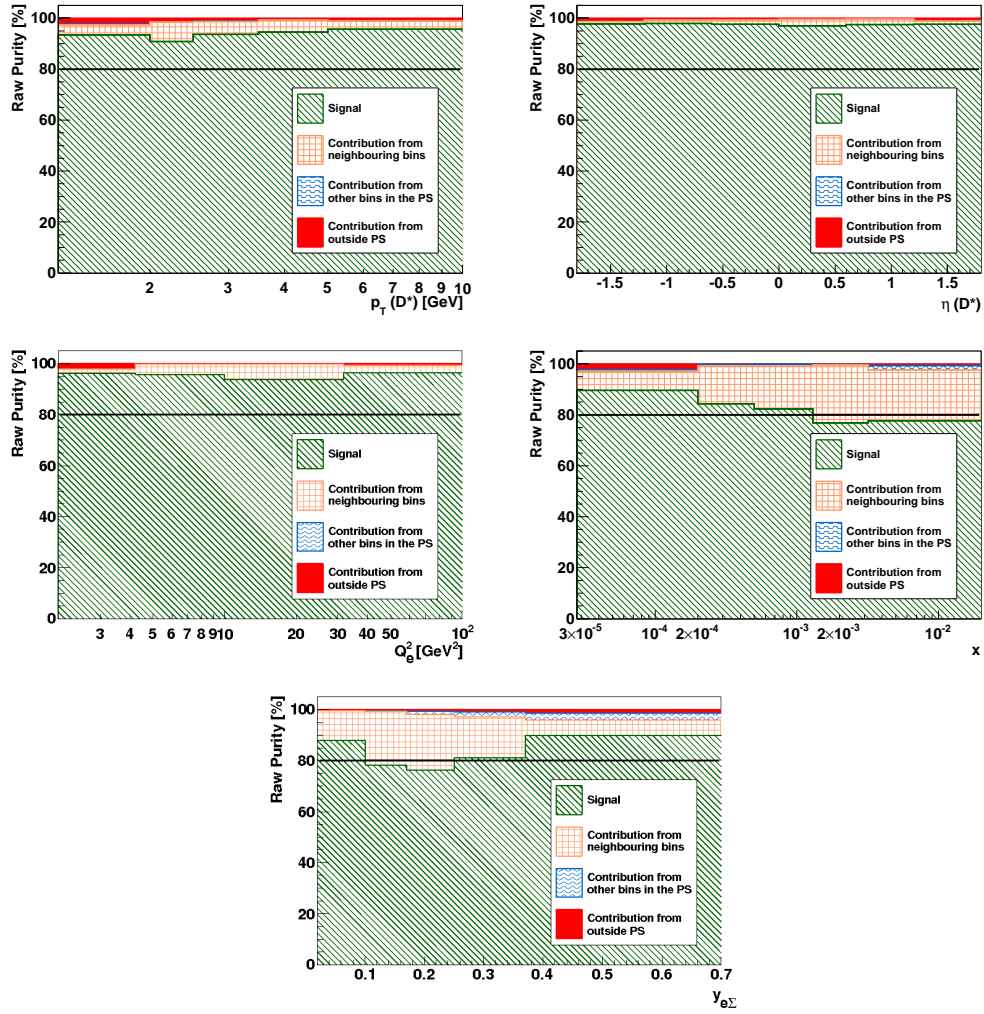 Raw Purity [%]
100
80
60
40
20
0
Signal
Contribution from
neighbouring bins
Contribution from
other bins in the PS
Contribution from
outside PS
2 3 4 5 6 7 8 9 10
p_T (D*) [GeV]
Raw Purity [%]
100
80
60
40
20
0
Signal
Contribution from
neighbouring bins
Contribution from
other bins in the PS
Contribution from
outside PS
-1.5 -1 -0.5 0 0.5 1 1.5
η (D*)
Raw Purity [%]
100
80
60
40
20
0
Signal
Contribution from
neighbouring bins
Contribution from
other bins in the PS
Contribution from
outside PS
3 4 5 6 7 8 9 10 20 30 40 50 10²
Q²_e [GeV²]
Raw Purity [%]
100
80
60
40
20
0
Signal
Contribution from
neighbouring bins
Contribution from
other bins in the PS
Contribution from
outside PS
3×10⁻⁵ 10⁻⁴ 2×10⁻⁴ 10⁻³ 2×10⁻³ 10⁻²
x
Raw Purity [%]
100
80
60
40
20
0
Signal
Contribution from
neighbouring bins
Contribution from
other bins in the PS
Contribution from
outside PS
0.1 0.2 0.3 0.4 0.5 0.6 0.7
y_eΣ